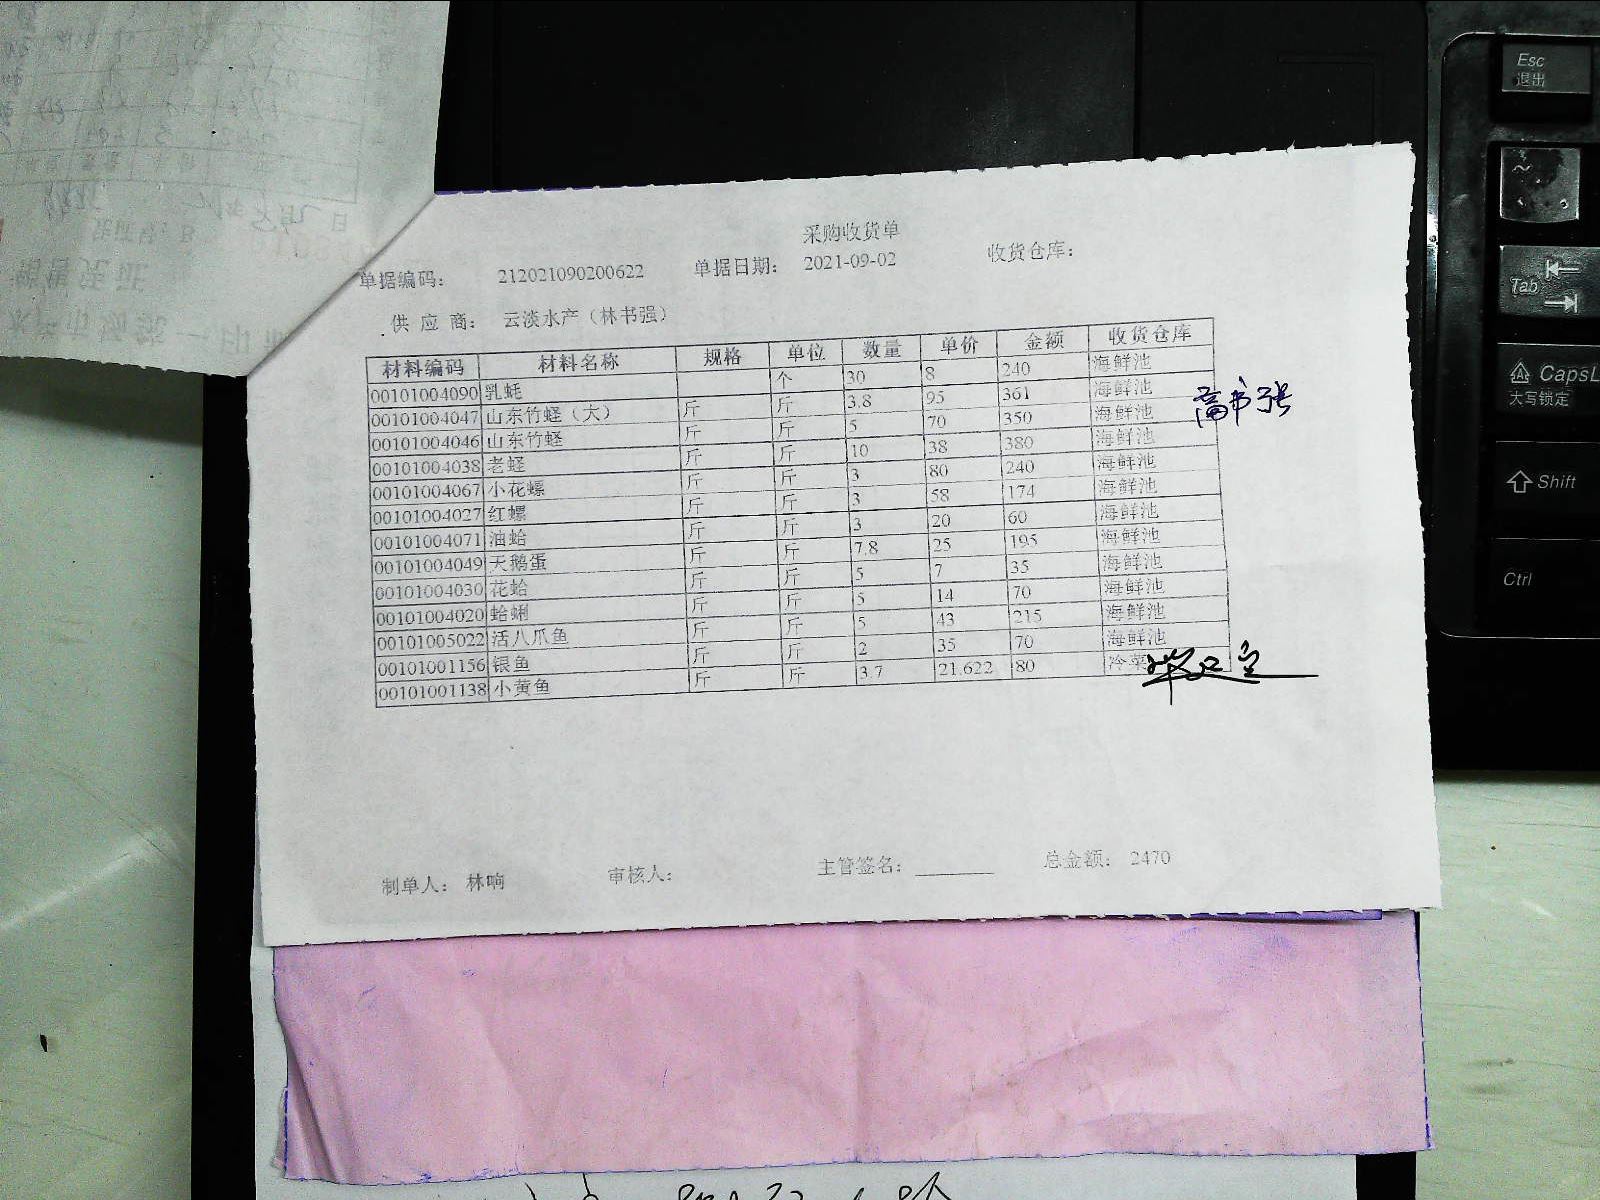 采购收货单
单据编码： 212021090200622 单据日期： 2021-09-02 收货仓库：
供 应 商： 云淡水产（林书强）
材料编码 材料名称 规格 单位 数量 单价 金额 收货仓库
00101004090 乳蚝 个 30 8 240 海鲜池
00101004047 山东竹蛏（大） 斤 斤 3.8 95 361 海鲜池
00101004046 山东竹蛏 斤 斤 5 70 350 海鲜池
00101004038 老蛏 斤 斤 10 38 380 海鲜池
00101004067 小花螺 斤 斤 3 80 240 海鲜池
00101004027 红螺 斤 斤 3 58 174 海鲜池
00101004071 油蛤 斤 斤 3 20 60 海鲜池
00101004049 天鹅蛋 斤 斤 7.8 25 195 海鲜池
00101004030 花蛤 斤 斤 5 7 35 海鲜池
00101004020 蛤蜊 斤 斤 5 14 70 海鲜池
00101005022 活八爪鱼 斤 斤 5 43 215 海鲜池
00101001156 银鱼 斤 斤 2 35 70 海鲜池
00101001138 小黄鱼 斤 斤 3.7 21.622 80 冷菜
制单人： 林响 审核人： 主管签名： 总金额： 2470
Esc
退出
~
Tab
CapsL
大写锁定
Shift
Ctrl